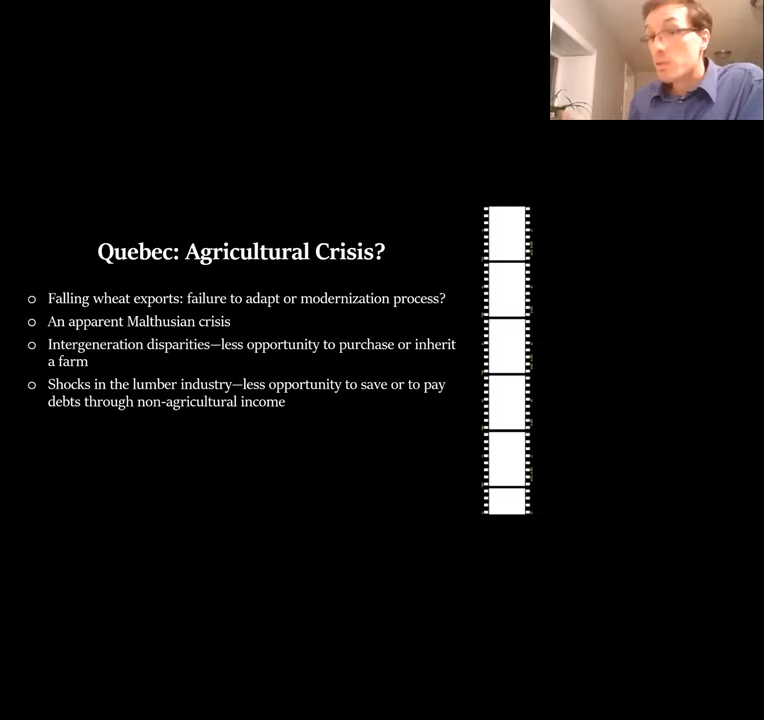 Quebec: Agricultural Crisis?
Falling wheat exports: failure to adapt or modernization process?
An apparent Malthusian crisis
Intergeneration disparities—less opportunity to purchase or inherit
a farm
Shocks in the lumber industry—less opportunity to save or to pay
debts through non-agricultural income